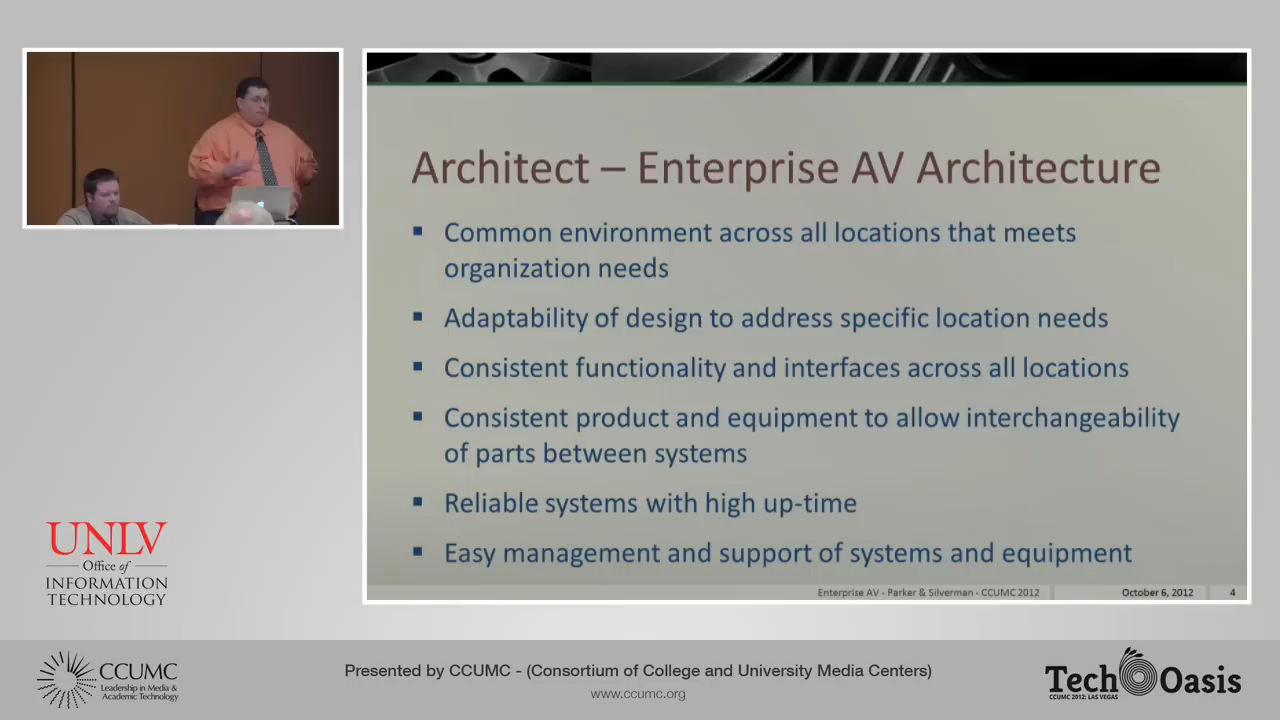 Architect – Enterprise AV Architecture
▪ Common environment across all locations that meets
organization needs
▪ Adaptability of design to address specific location needs
▪ Consistent functionality and interfaces across all locations
▪ Consistent product and equipment to allow interchangeability
of parts between systems
▪ Reliable systems with high up-time
▪ Easy management and support of systems and equipment
Enterprise AV - Parker & Silverman - CCUMC 2012
October 6, 2012
4
UNLV
Office of
INFORMATION
TECHNOLOGY
CCUMC
Leadership in Media &
Academic Technology
Presented by CCUMC - (Consortium of College and University Media Centers)
www.ccumc.org
Tech Oasis
CCUMC 2012: LAS VEGAS